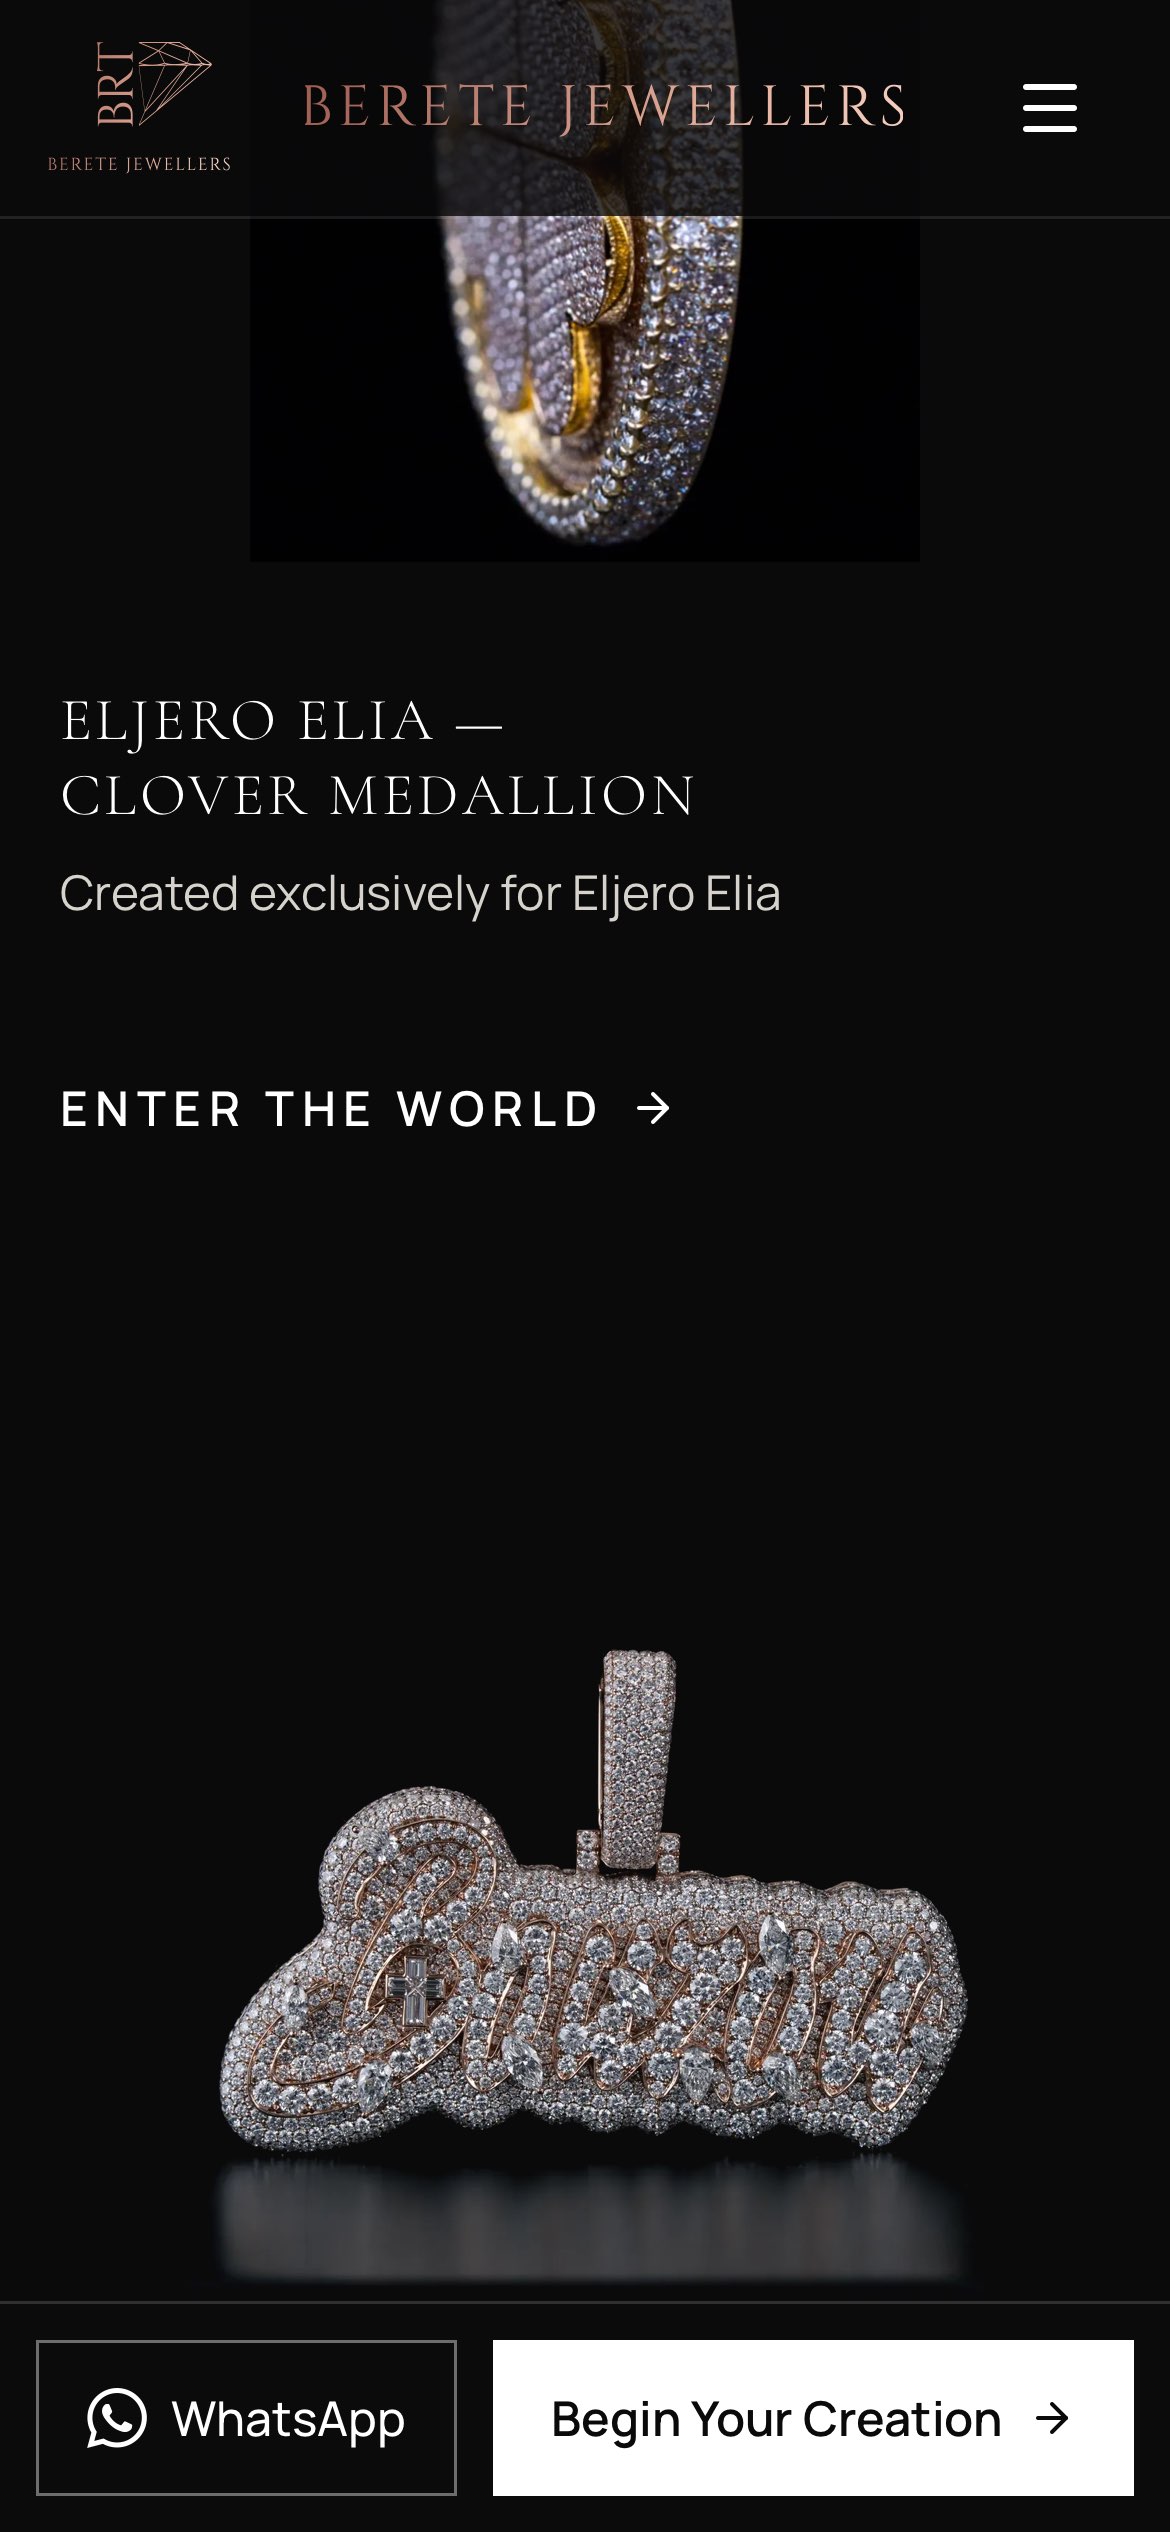 BRT
BERETE JEWELLERS
BERETE JEWELLERS
ELJERO ELIA —
CLOVER MEDALLION
Created exclusively for Eljero Elia
ENTER THE WORLD →
WhatsApp
Begin Your Creation →